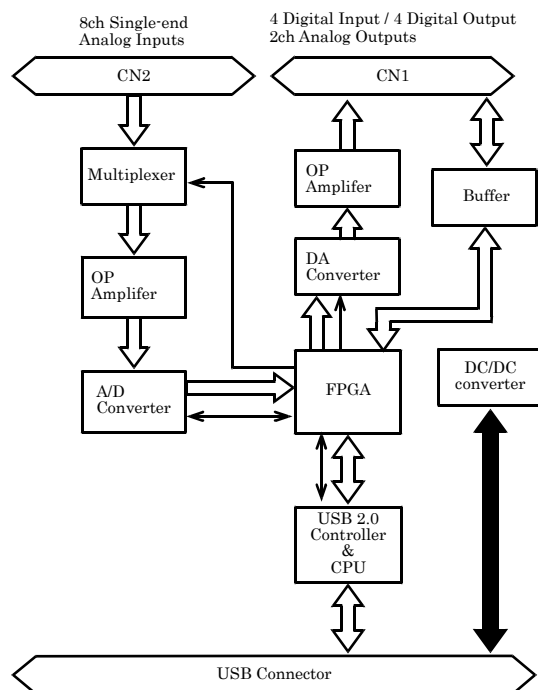 8ch Single-end
Analog Inputs
4 Digital Input / 4 Digital Output
2ch Analog Outputs
CN2
CN1
Multiplexer
OP
Amplifer
Buffer
OP
Amplifer
DA
Converter
A/D
Converter
FPGA
DC/DC
converter
USB 2.0
Controller
&
CPU
USB Connector